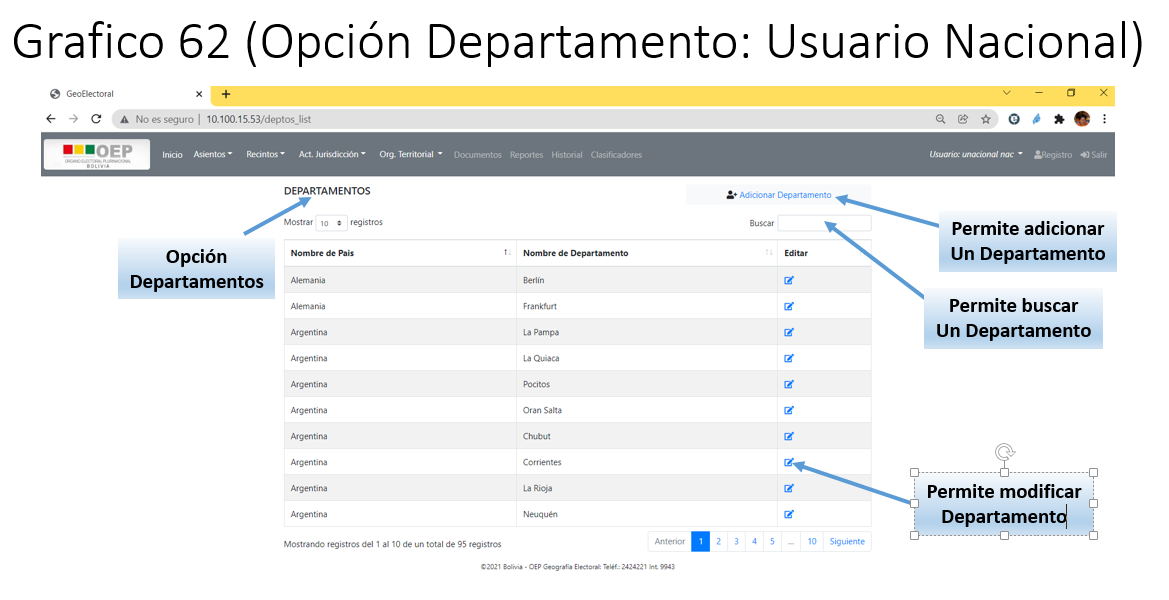 Grafico 62 (Opción Departamento: Usuario Nacional)
GeoElectoral
No es seguro | 10.100.15.53/deptos_list
OEP
ORGANO ELECTORAL PLURINACIONAL
BOLIVIA
Inicio Asientos Recintos Act. Jurisdicción Org. Territorial Documentos Reportes Historial Clasificadores
Usuario: unacional nac Registro Salir
DEPARTAMENTOS
Adicionar Departamento
Mostrar 10 registros
Buscar
Opción
Departamentos
Permite adicionar
Un Departamento
Permite buscar
Un Departamento
Nombre de Pais Nombre de Departamento Editar
Alemania Berlín
Alemania Frankfurt
Argentina La Pampa
Argentina La Quiaca
Argentina Pocitos
Argentina Oran Salta
Argentina Chubut
Argentina Corrientes
Argentina La Rioja
Argentina Neuquén
Permite modificar
Departamento
Mostrando registros del 1 al 10 de un total de 95 registros
Anterior 1 2 3 4 5 ... 10 Siguiente
©2021 Bolivia - OEP Geografía Electoral: Teléf.: 2424221 Int. 9943